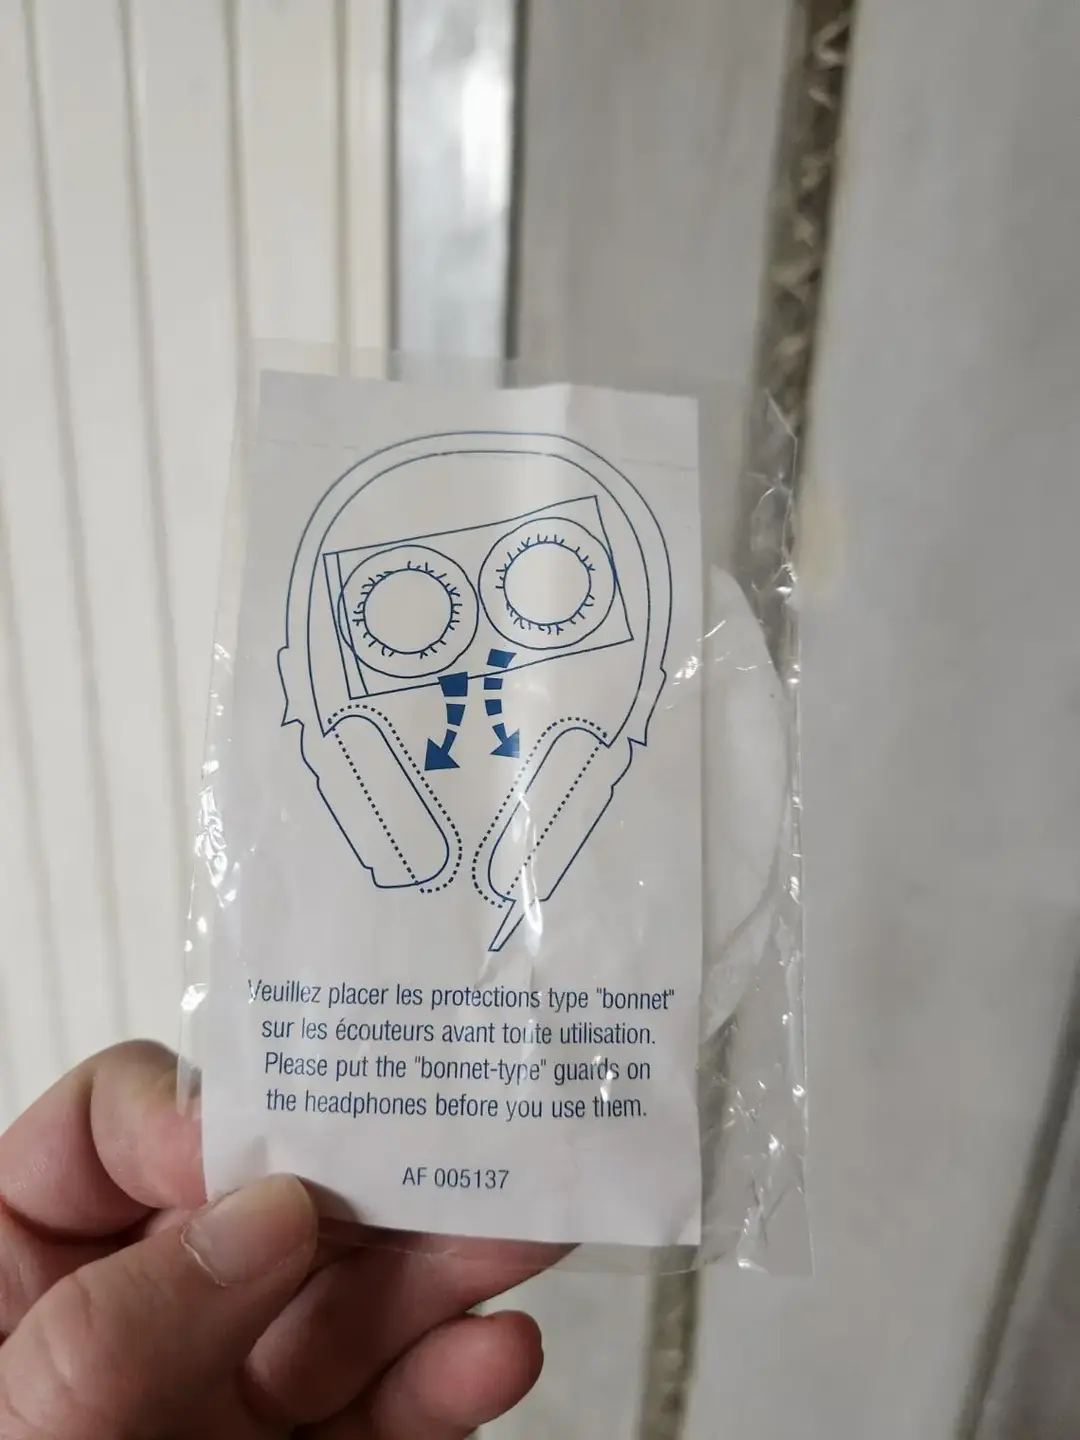 Veuillez placer les protections type "bonnet"
sur les écouteurs avant toute utilisation.
Please put the "bonnet-type" guards on
the headphones before you use them.
AF 005137